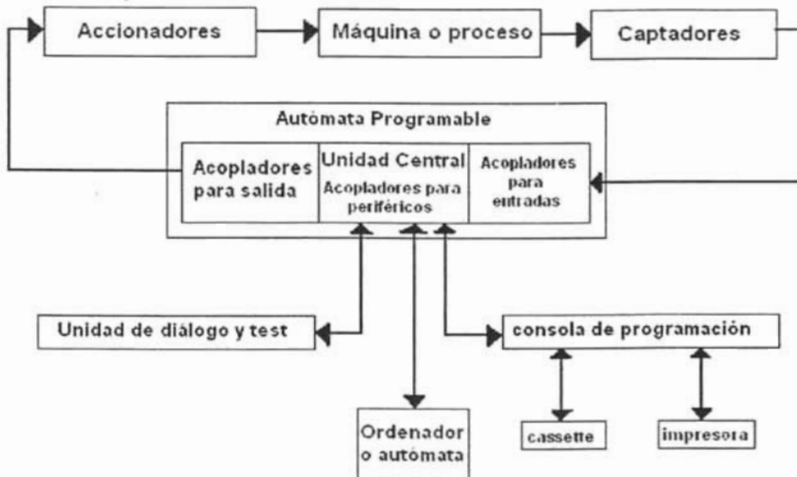 Accionadores
Máquina o proceso
Captadores
Autómata Programable
Acopladores
para salida
Unidad Central
Acopladores para
periféricos
Acopladores
para
entradas
Unidad de diálogo y test
consola de programación
Ordenador
o autómata
cassette
impresora